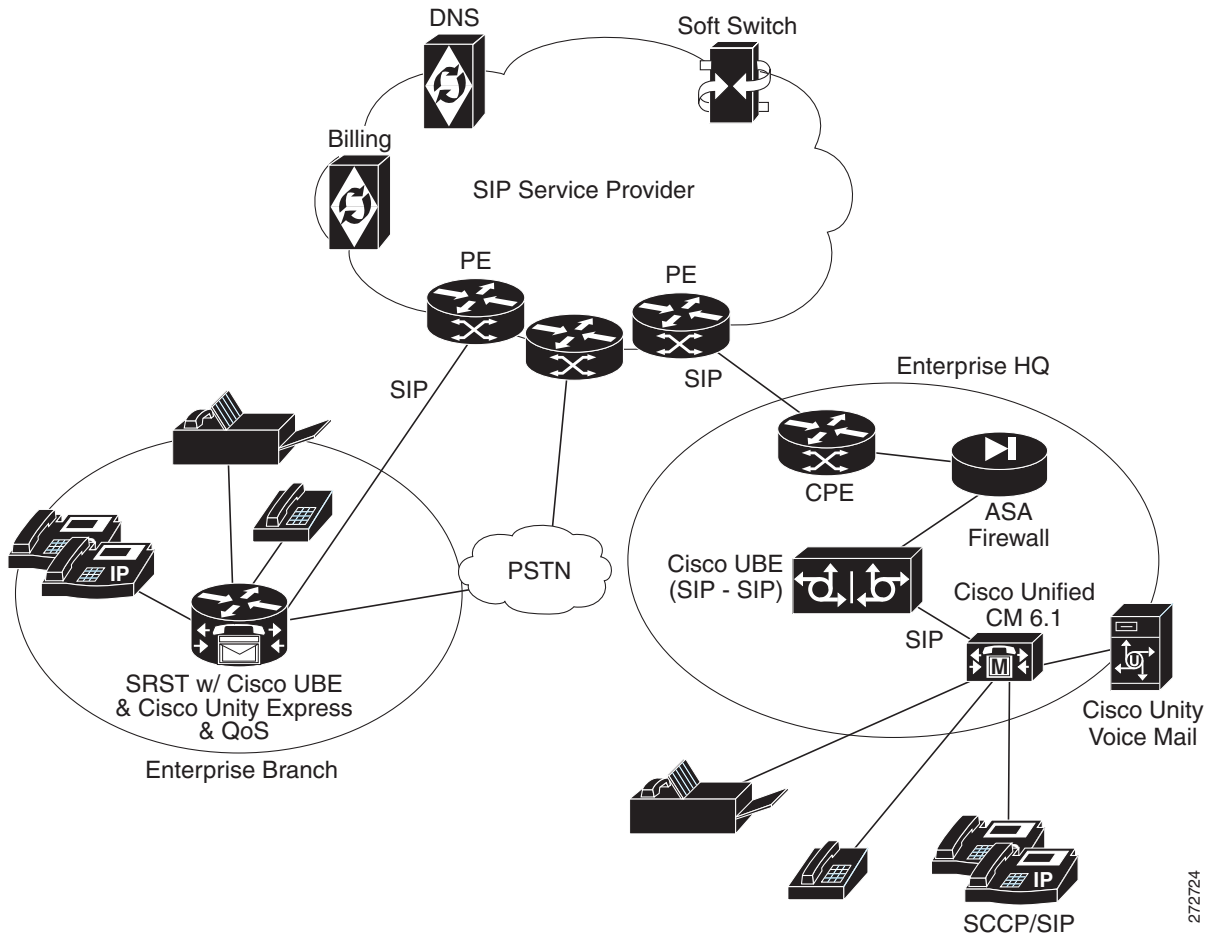 DNS
Soft Switch
Billing
SIP Service Provider
PE
PE
SIP
SIP
Enterprise HQ
CPE
ASA
Firewall
PSTN
Cisco UBE
(SIP - SIP)
Cisco Unified
CM 6.1
SIP
M
U
IP
SRST w/ Cisco UBE
& Cisco Unity Express
& QoS
Enterprise Branch
Cisco Unity
Voice Mail
IP
SCCP/SIP
272724